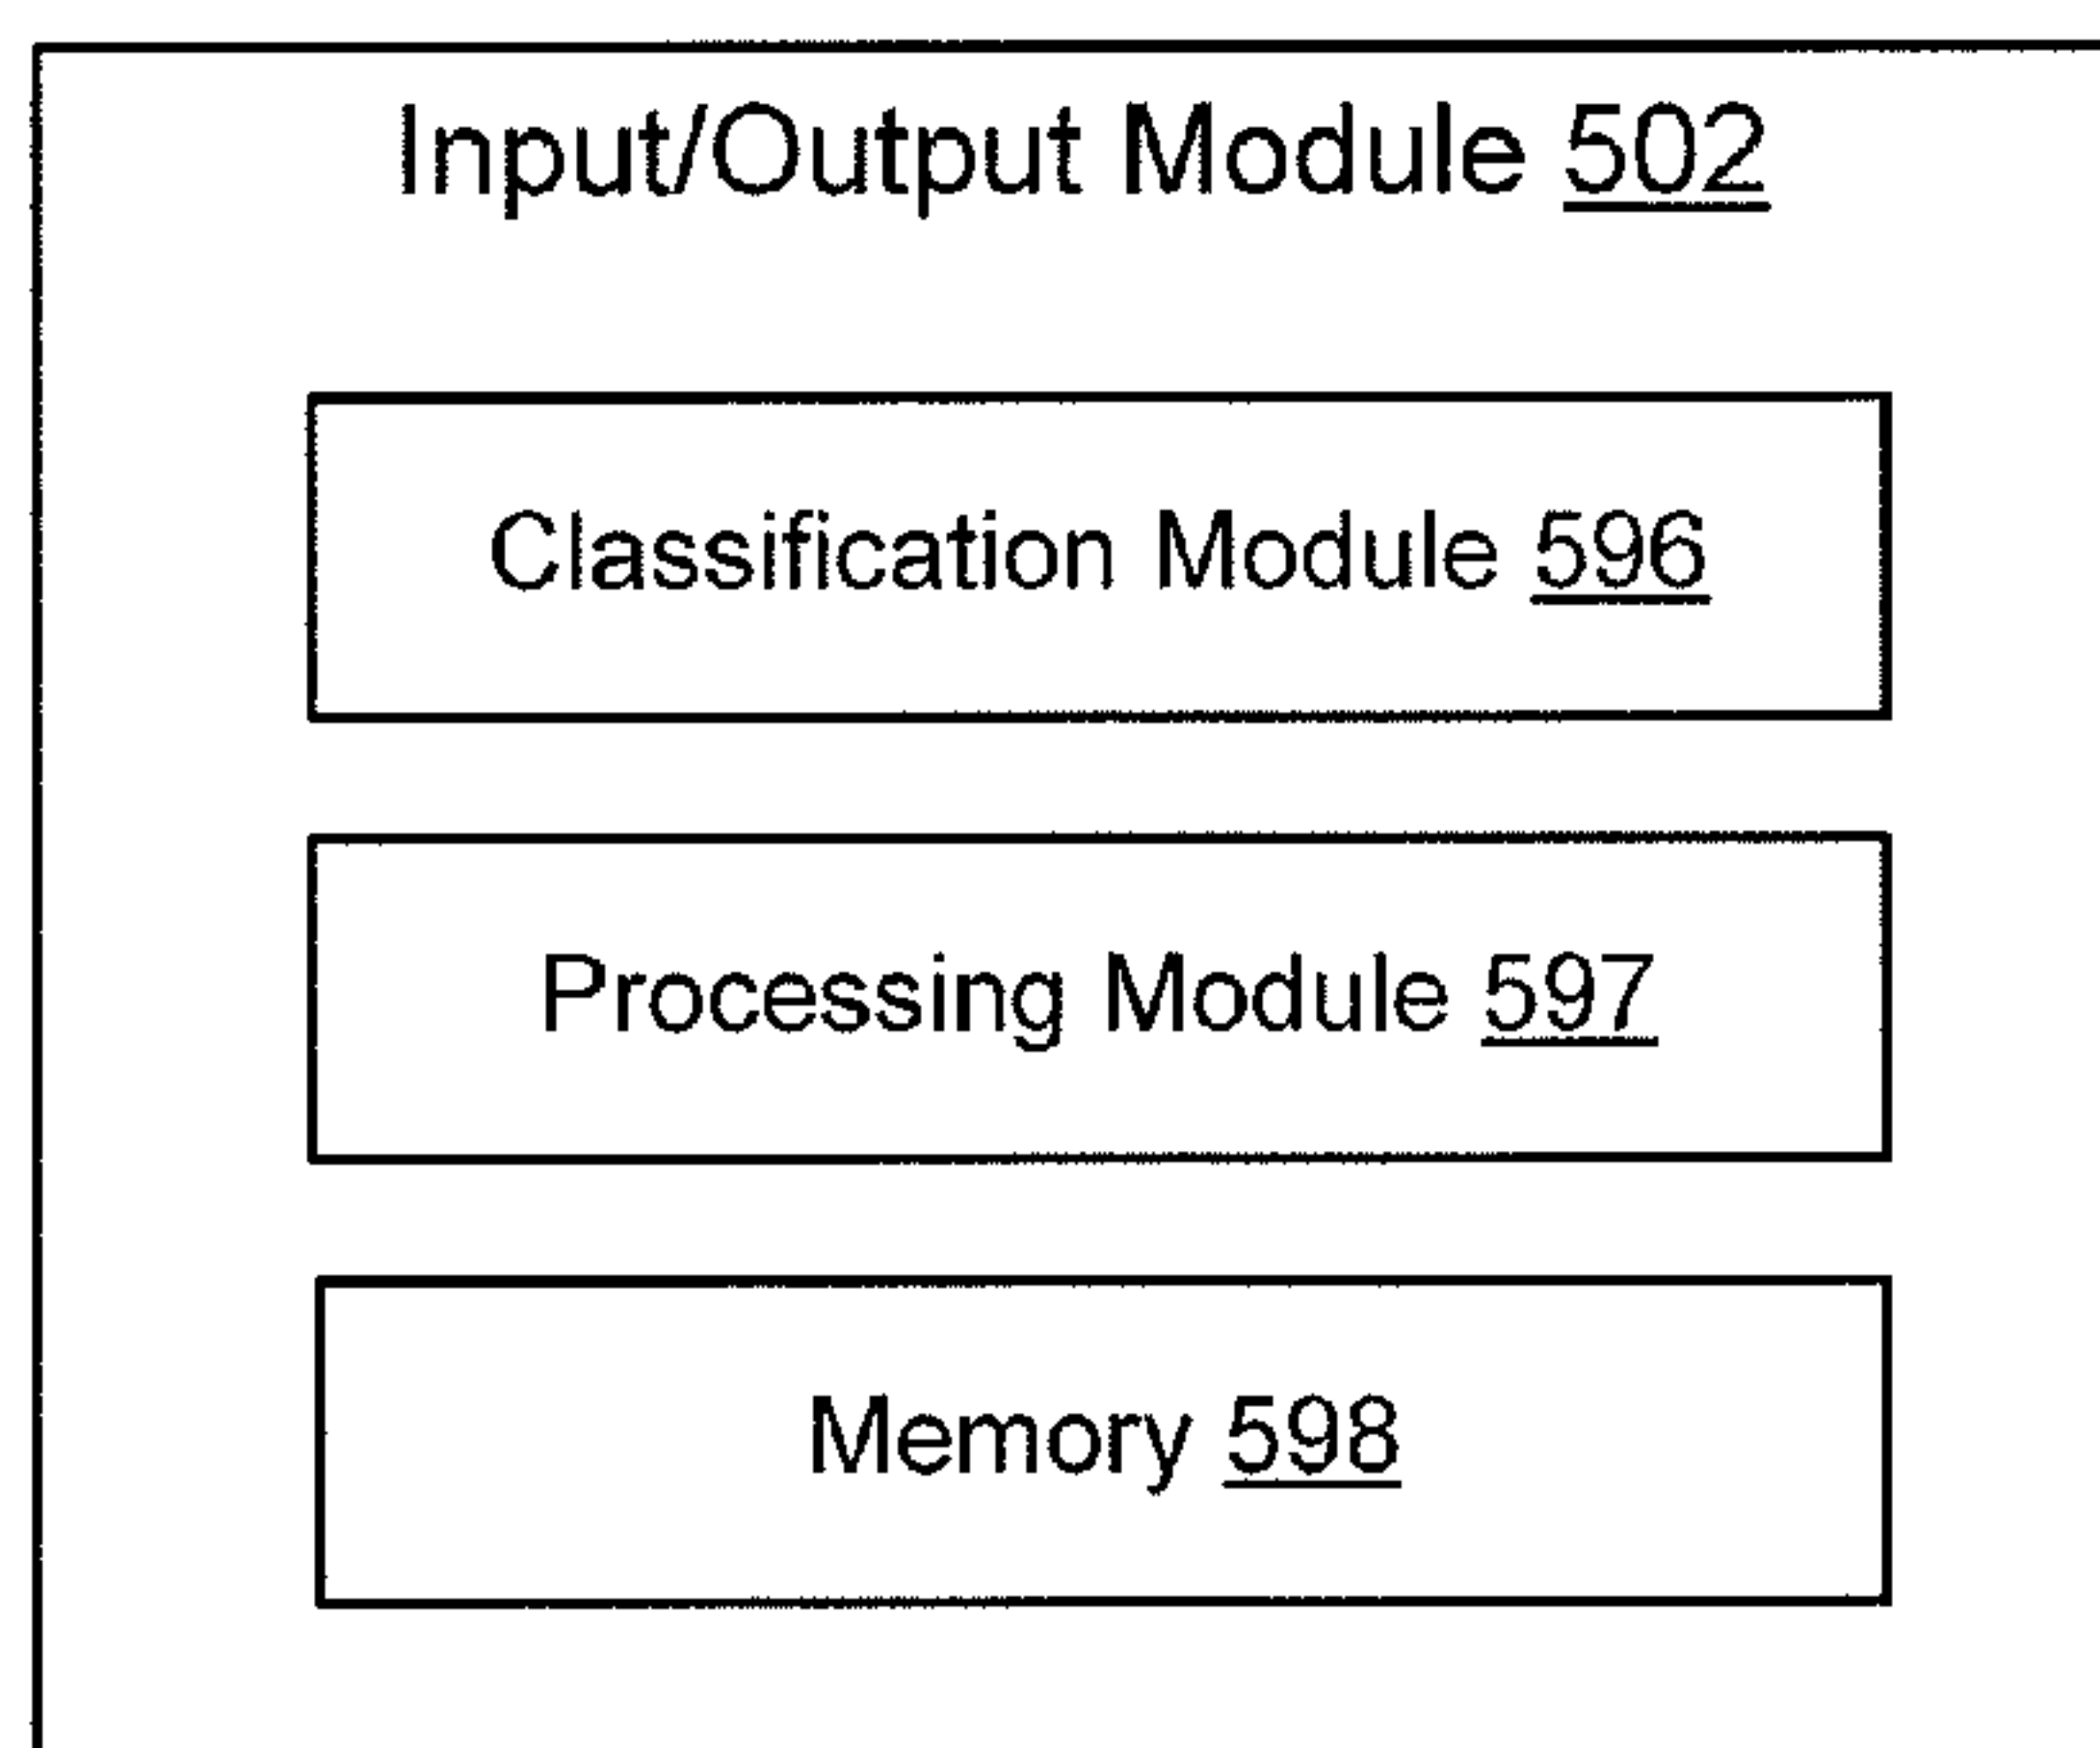 Input/Output Module 502
Classification Module 596
Processing Module 597
Memory 598